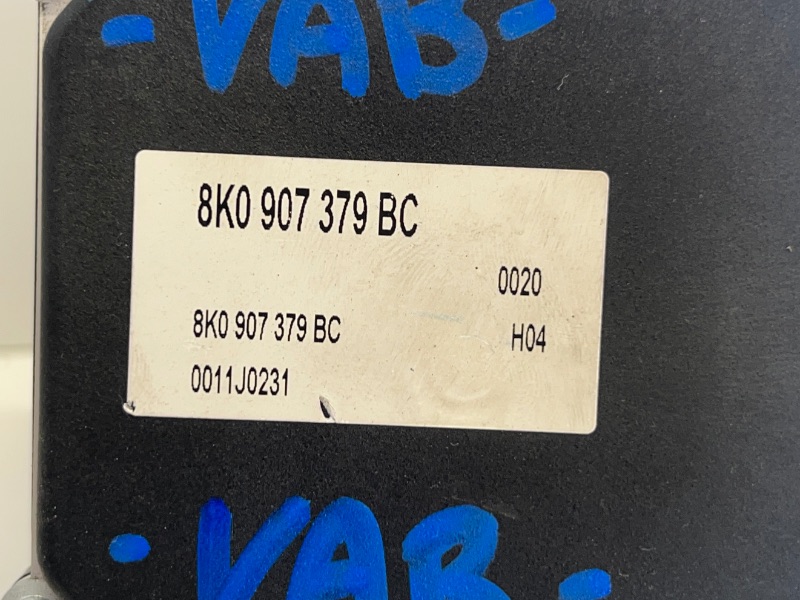 -VAB-
8K0 907 379 BC
0020
8K0 907 379 BC H04
0011J0231
-VAB-